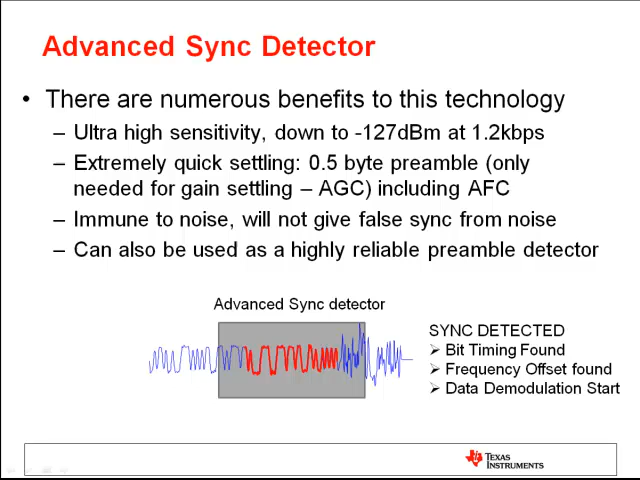 Advanced Sync Detector
• There are numerous benefits to this technology
– Ultra high sensitivity, down to -127dBm at 1.2kbps
– Extremely quick settling: 0.5 byte preamble (only
needed for gain settling – AGC) including AFC
– Immune to noise, will not give false sync from noise
– Can also be used as a highly reliable preamble detector
Advanced Sync detector
SYNC DETECTED
➢ Bit Timing Found
➢ Frequency Offset found
➢ Data Demodulation Start
TEXAS
INSTRUMENTS